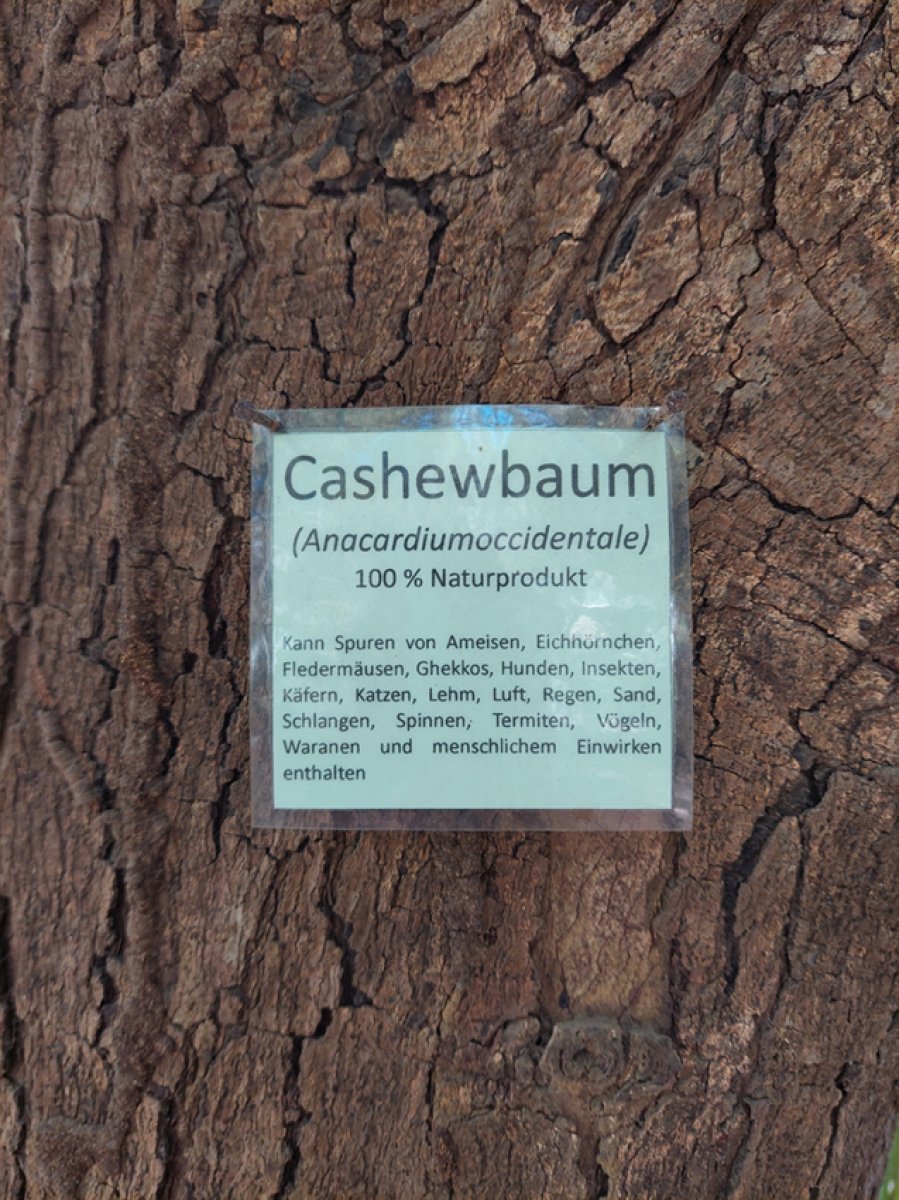 Cashewbaum
(Anacardiumoccidentale)
100 % Naturprodukt
Kann Spuren von Ameisen, Eichhörnchen,
Fledermäusen, Ghekkos, Hunden, Insekten,
Käfern, Katzen, Lehm, Luft, Regen, Sand,
Schlangen, Spinnen, Termiten, Vögeln,
Waranen und menschlichem Einwirken
enthalten